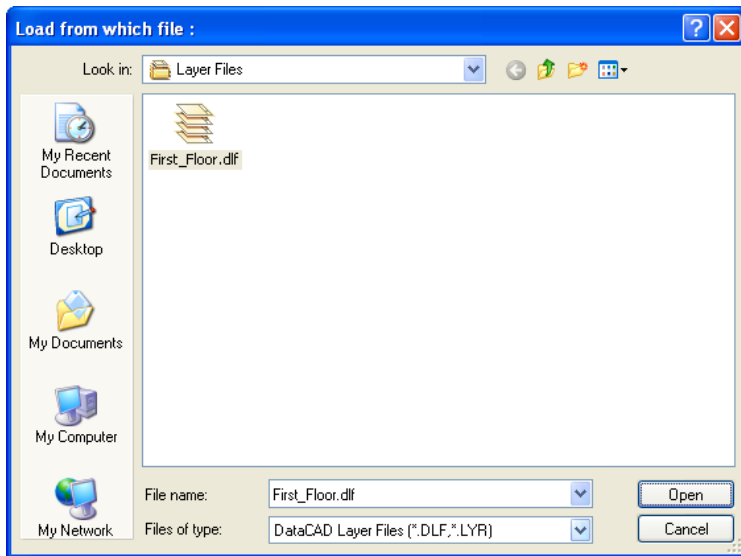 Load from which file :
Look in:
Layer Files
My Recent
Documents
Desktop
My Documents
My Computer
My Network
First_Floor.dlf
File name:
First_Floor.dlf
Open
Files of type:
DataCAD Layer Files (*.DLF,*.LYR)
Cancel